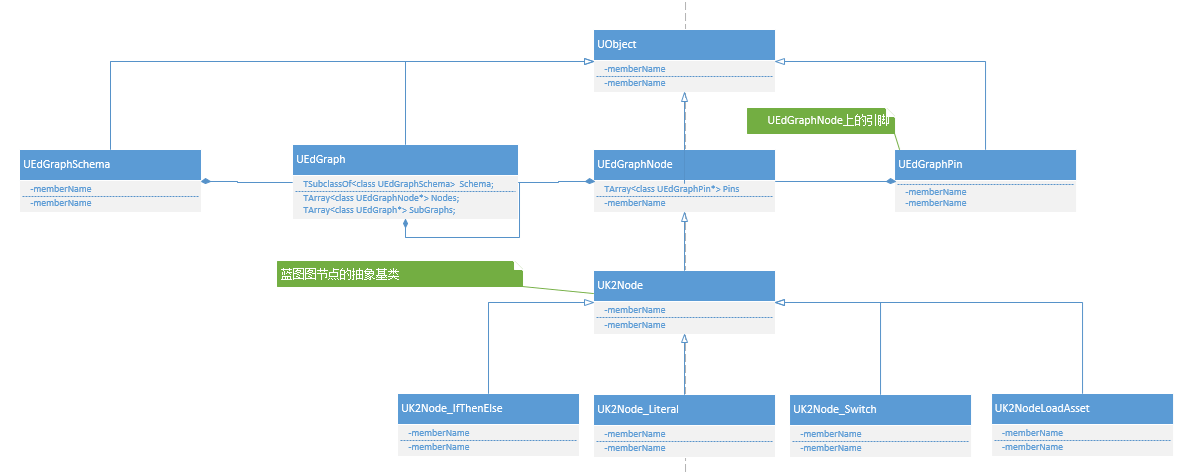 UObject
-memberName
-memberName
UEdGraphNode上的引脚
UEdGraphSchema
-memberName
-memberName
UEdGraph
TSubclassOf<class UEdGraphSchema> Schema;
TArray<class UEdGraphNode*> Nodes;
TArray<class UEdGraph*> SubGraphs;
UEdGraphNode
TArray<class UEdGraphPin*> Pins
-memberName
UEdGraphPin
-memberName
-memberName
蓝图图节点的抽象基类
UK2Node
-memberName
-memberName
UK2Node_IfThenElse
-memberName
-memberName
UK2Node_Literal
-memberName
-memberName
UK2Node_Switch
-memberName
-memberName
UK2NodeLoadAsset
-memberName
-memberName